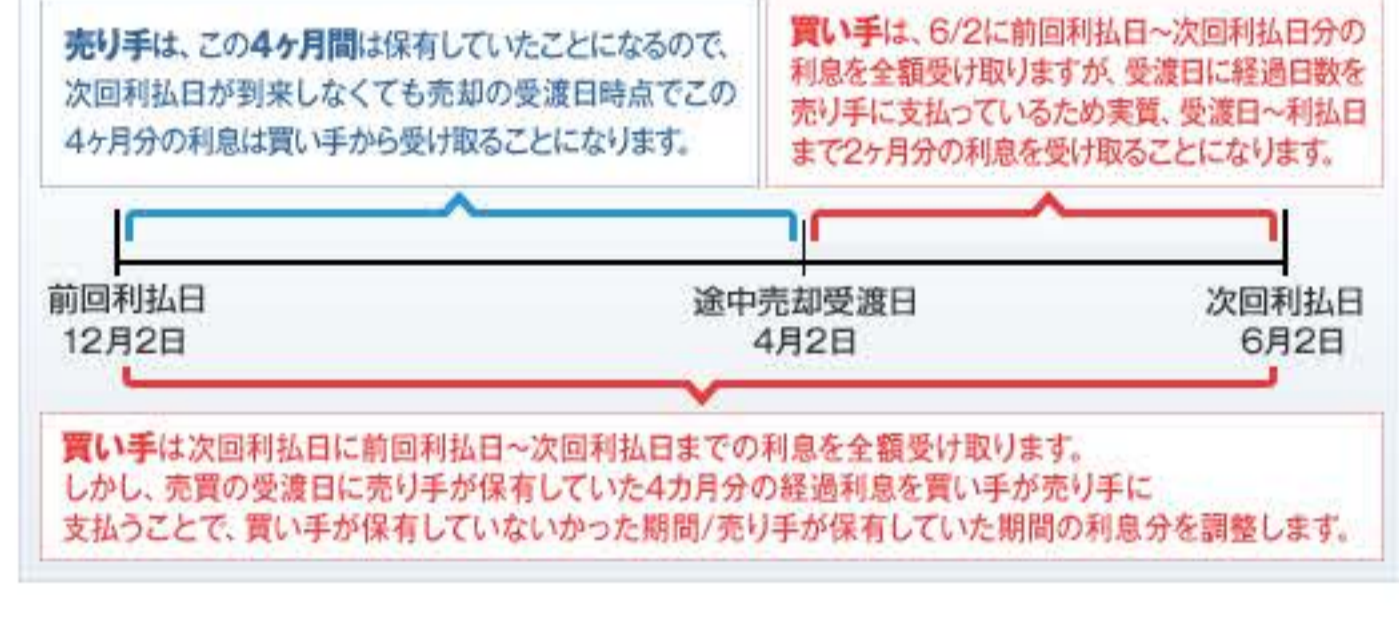 売り手は、この4ヶ月間は保有していたことになるので、
次回利払日が到来しなくても売却の受渡日時点でこの
4ヶ月分の利息は買い手から受け取ることになります。
買い手は、6/2に前回利払日～次回利払日分の
利息を全額受け取りますが、受渡日に経過日数を
売り手に支払っているため実質、受渡日～利払日
まで2ヶ月分の利息を受け取ることになります。
前回利払日
12月2日
途中売却受渡日
4月2日
次回利払日
6月2日
買い手は次回利払日に前回利払日～次回利払日までの利息を全額受け取ります。
しかし、売買の受渡日に売り手が保有していた4カ月分の経過利息を買い手が売り手に
支払うことで、買い手が保有していないかった期間/売り手が保有していた期間の利息分を調整します。